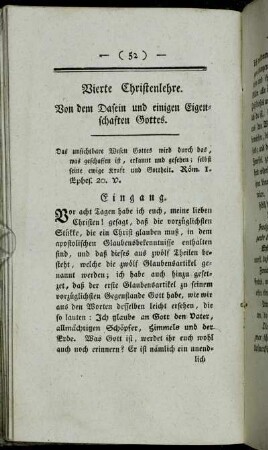 — ( 52 ) —
Vierte Christenlehre.
Von dem Dasein und einigen Eigen-
schaften Gottes.
Das unsichtbare Wesen Gottes wird durch das,
was geschaffen ist, erkannt und gesehen: selbst
seine ewige Kraft und Gottheit. Röm. 1.
Ephes. 20. V.
Eingang.
Vor acht Tagen habe ich euch, meine lieben
Christen! gesagt, daß die vorzüglichsten
Stücke, die ein Christ glauben muß, in dem
apostolischen Glaubensbekenntnisse enthalten
sind, und daß dieses aus zwölf Theilen be-
steht, welche die zwölf Glaubensartikel ge-
nannt werden; ich habe auch hinzu gese-
zet, daß der erste Glaubensartikel zu seinem
vorzüglichsten Gegenstande Gott habe, wie wir
aus den Worten desselben leicht ersehen, die
so lauten: Ich glaube an Gott den Vater,
allmächtigen Schöpfer, Himmels und der
Erde. Was Gott ist, werdet ihr euch wohl
auch noch erinnern? Er ist nämlich ein unend-
lich